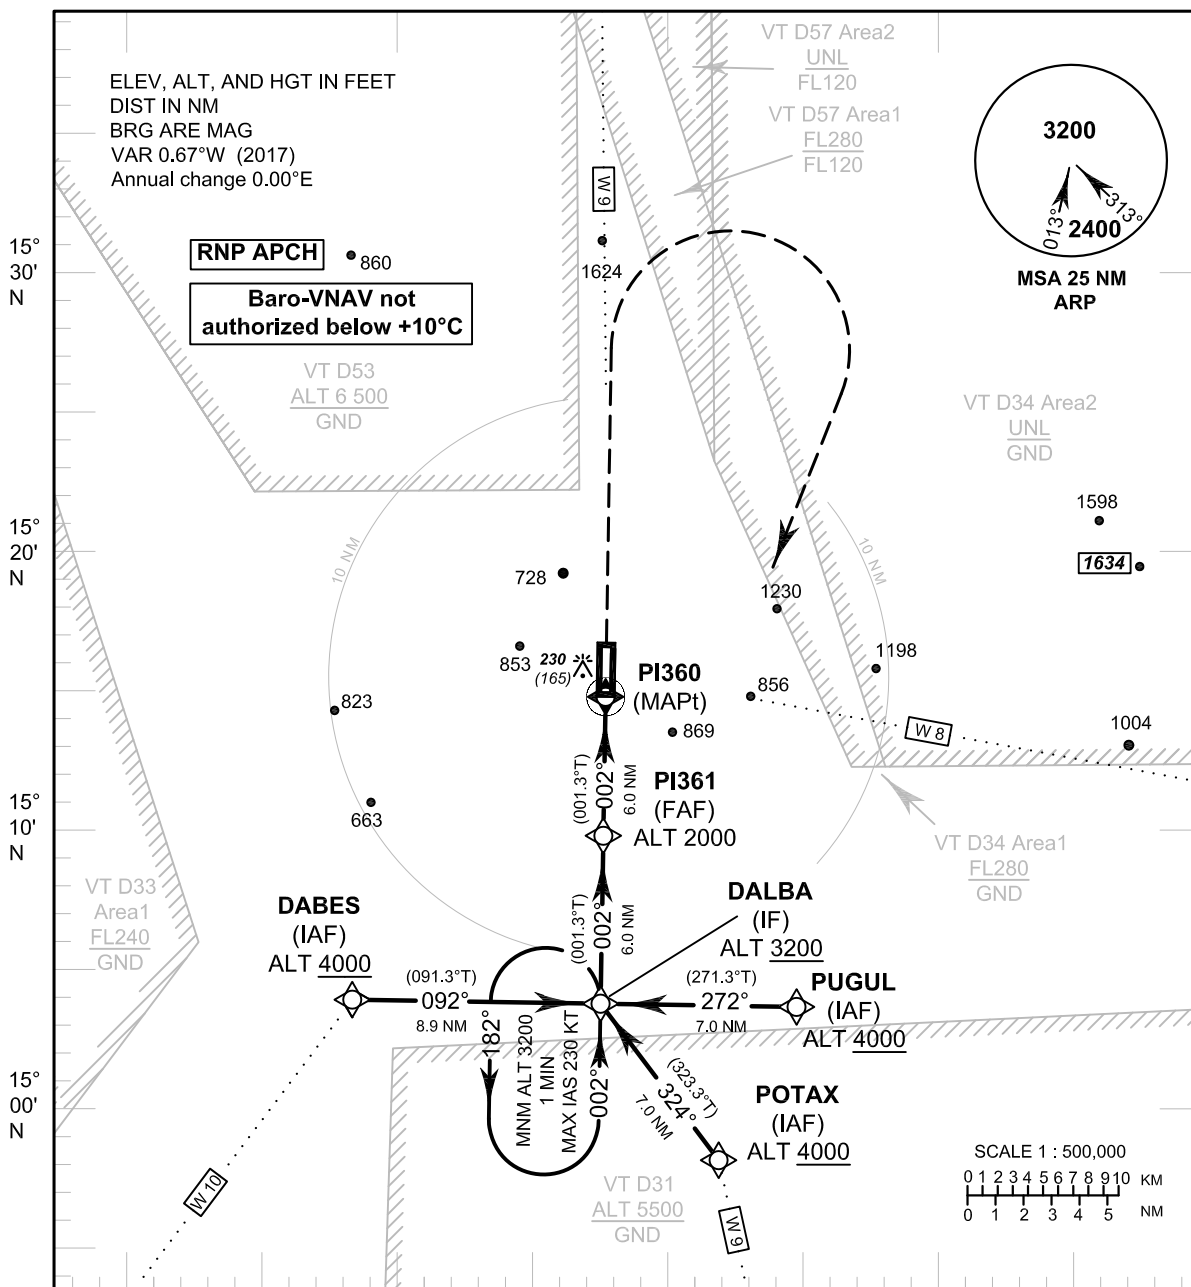 VT D57 Area2
UNL
FL120
VT D57 Area1
FL280
FL120
ELEV, ALT, AND HGT IN FEET
DIST IN NM
BRG ARE MAG
VAR 0.67°W (2017)
Annual change 0.00°E
3200
013°
313°
2400
MSA 25 NM
ARP
W 9
15°
30'
N
RNP APCH
860
1624
Baro-VNAV not
authorized below +10°C
VT D53
ALT 6 500
GND
VT D34 Area2
UNL
GND
1598
1634
15°
20'
N
10 NM
10 NM
728
1230
853
230
(165)
PI360
(MAPt)
1198
856
823
869
W 8
1004
PI361
(FAF)
ALT 2000
(001.3°T)
002°
6.0 NM
15°
10'
N
663
VT D34 Area1
FL280
GND
VT D33
Area1
FL240
GND
DABES
(IAF)
ALT 4000
(001.3°T)
002°
6.0 NM
DALBA
(IF)
ALT 3200
(091.3°T)
092°
8.9 NM
(271.3°T)
272°
7.0 NM
PUGUL
(IAF)
ALT 4000
182°
MNM ALT 3200
1 MIN
MAX IAS 230 KT
002°
(323.3°T)
324°
7.0 NM
15°
00'
N
POTAX
(IAF)
ALT 4000
W 10
VT D31
ALT 5500
GND
W 9
SCALE 1 : 500,000
0 1 2 3 4 5 6 7 8 9 10 KM
0 1 2 3 4 5 NM